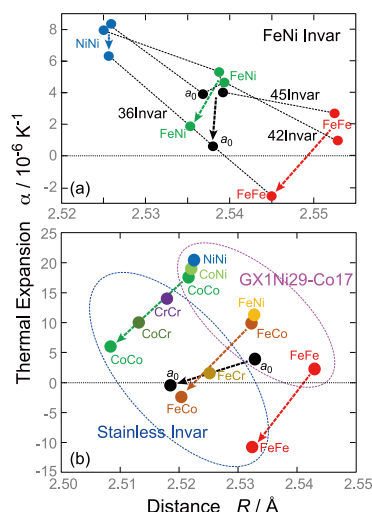 Thermal Expansion α / 10⁻⁶ K⁻¹
8
6
4
2
0
-2
FeNi Invar
NiNi
FeNi
a₀
45Invar
36Invar
FeNi
a₀
42Invar
FeFe
FeFe
(a)
2.52 2.53 2.54 2.55
25
20
15
10
5
0
-5
-10
-15
(b)
NiNi
CoNi
CoCo
GX1Ni29-Co17
CrCr
FeNi
CoCr
FeCo
CoCo
FeFe
a₀
a₀
FeCr
FeCo
Stainless Invar
FeFe
2.50 2.51 2.52 2.53 2.54 2.55
Distance R / Å